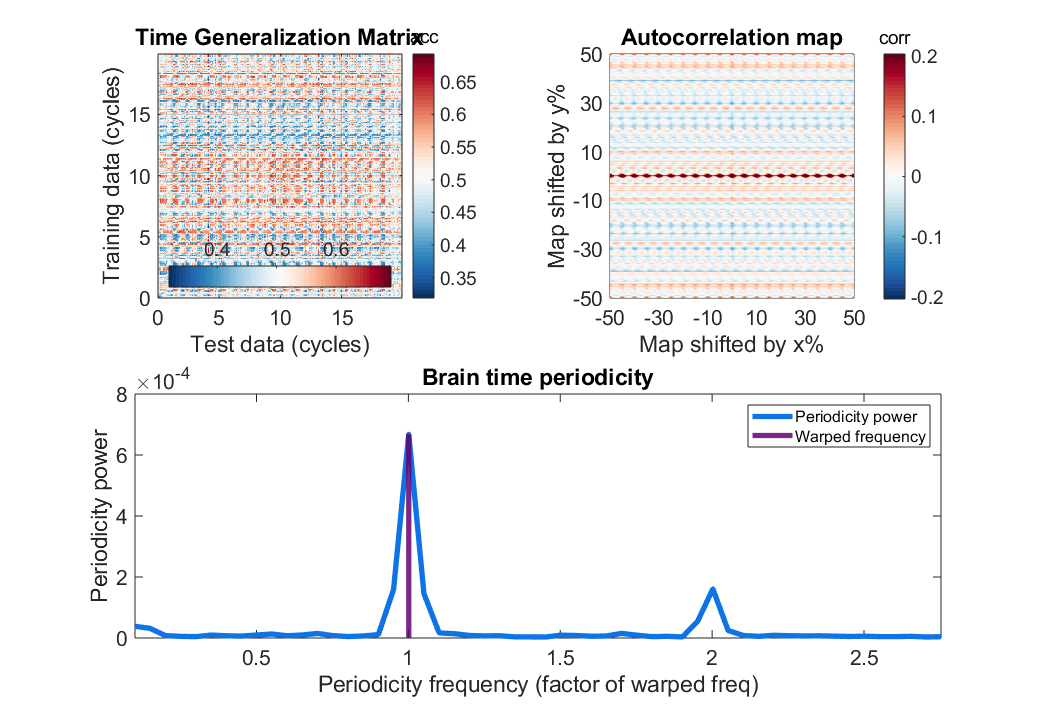 Time Generalization Matrix
acc
Training data (cycles)
15
10
5
0
0.4 0.5 0.6
0 5 10 15
Test data (cycles)
0.65
0.6
0.55
0.5
0.45
0.4
0.35
Autocorrelation map
corr
Map shifted by y%
50
30
10
-10
-30
-50
-50 -30 -10 10 30 50
Map shifted by x%
0.2
0.1
0
-0.1
-0.2
Brain time periodicity
×10-4
Periodicity power
8
6
4
2
0
Periodicity power
Warped frequency
0.5 1 1.5 2 2.5
Periodicity frequency (factor of warped freq)